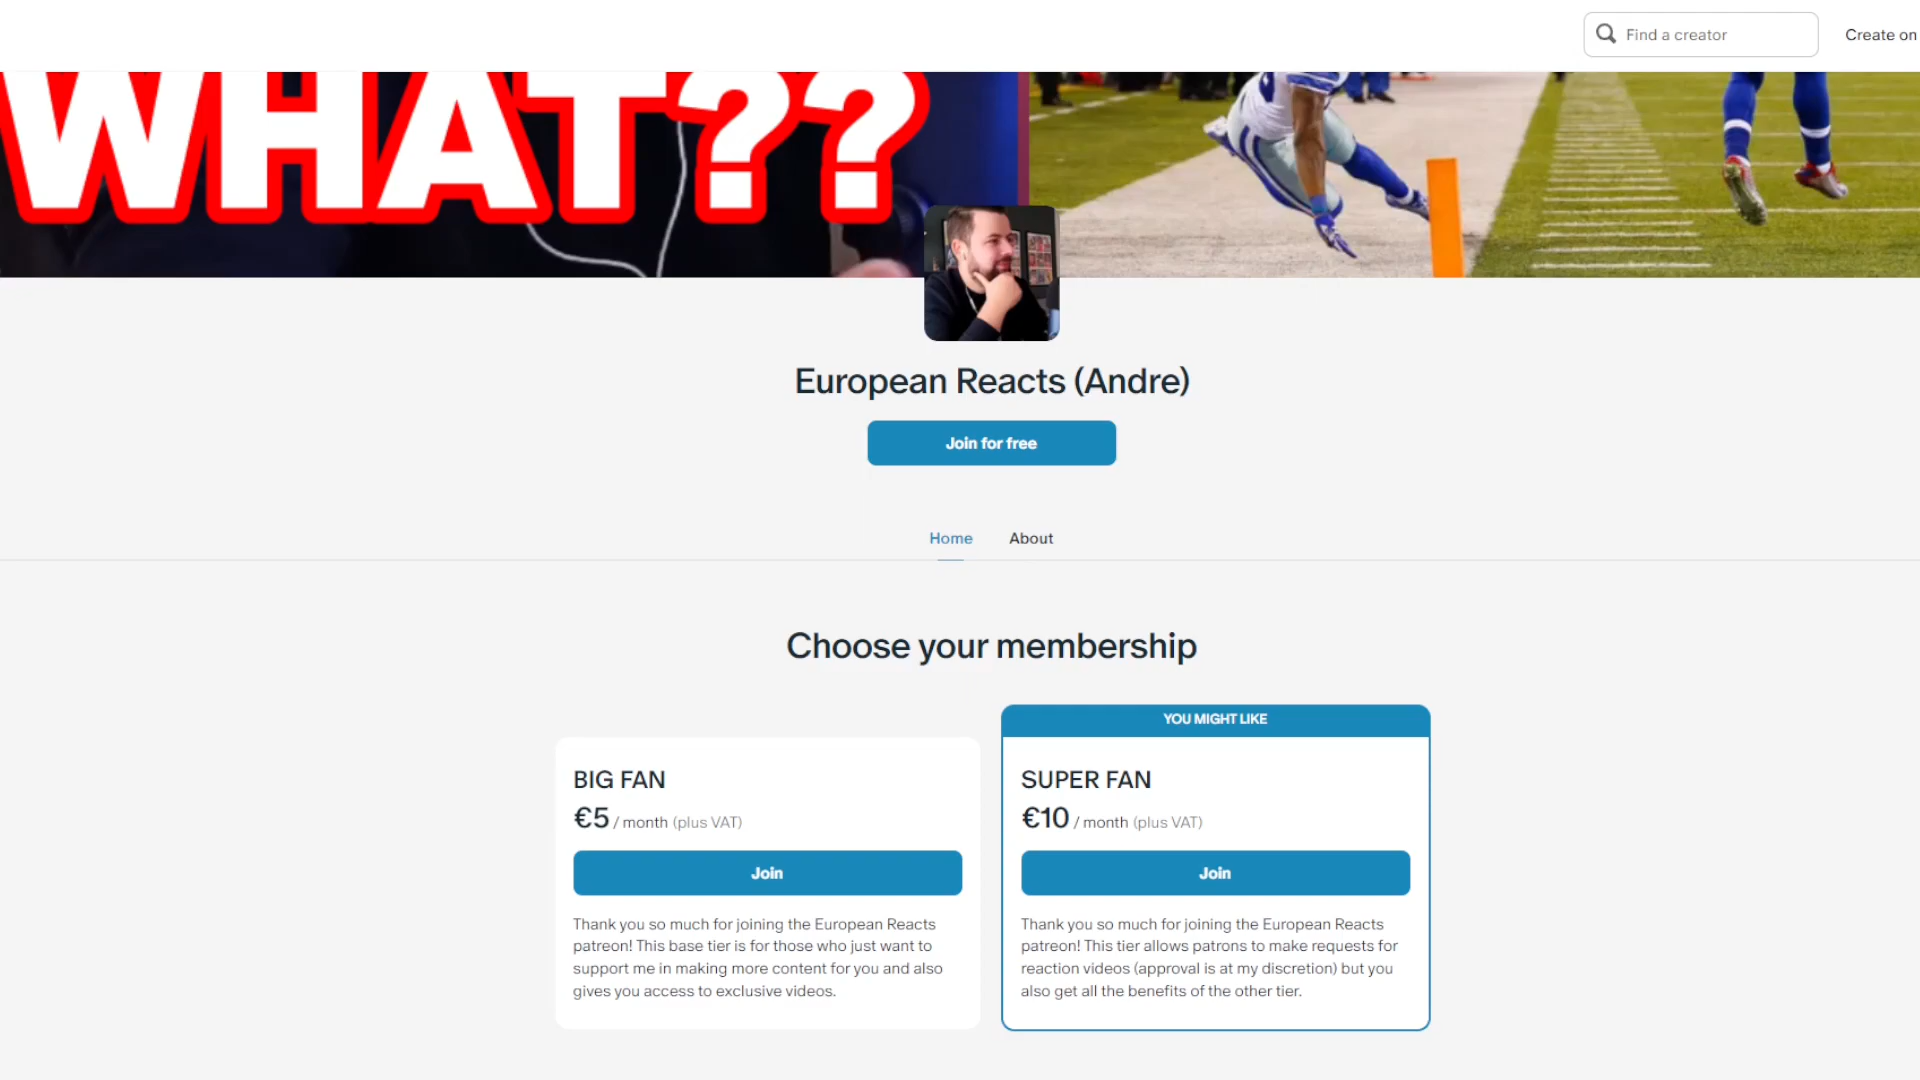 Find a creator
Create on
WHAT??
European Reacts (Andre)
Join for free
Home
About
Choose your membership
YOU MIGHT LIKE
BIG FAN
€5 / month (plus VAT)
Join
Thank you so much for joining the European Reacts
patreon! This base tier is for those who just want to
support me in making more content for you and also
gives you access to exclusive videos.
SUPER FAN
€10 / month (plus VAT)
Join
Thank you so much for joining the European Reacts
patreon! This tier allows patrons to make requests for
reaction videos (approval is at my discretion) but you
also get all the benefits of the other tier.